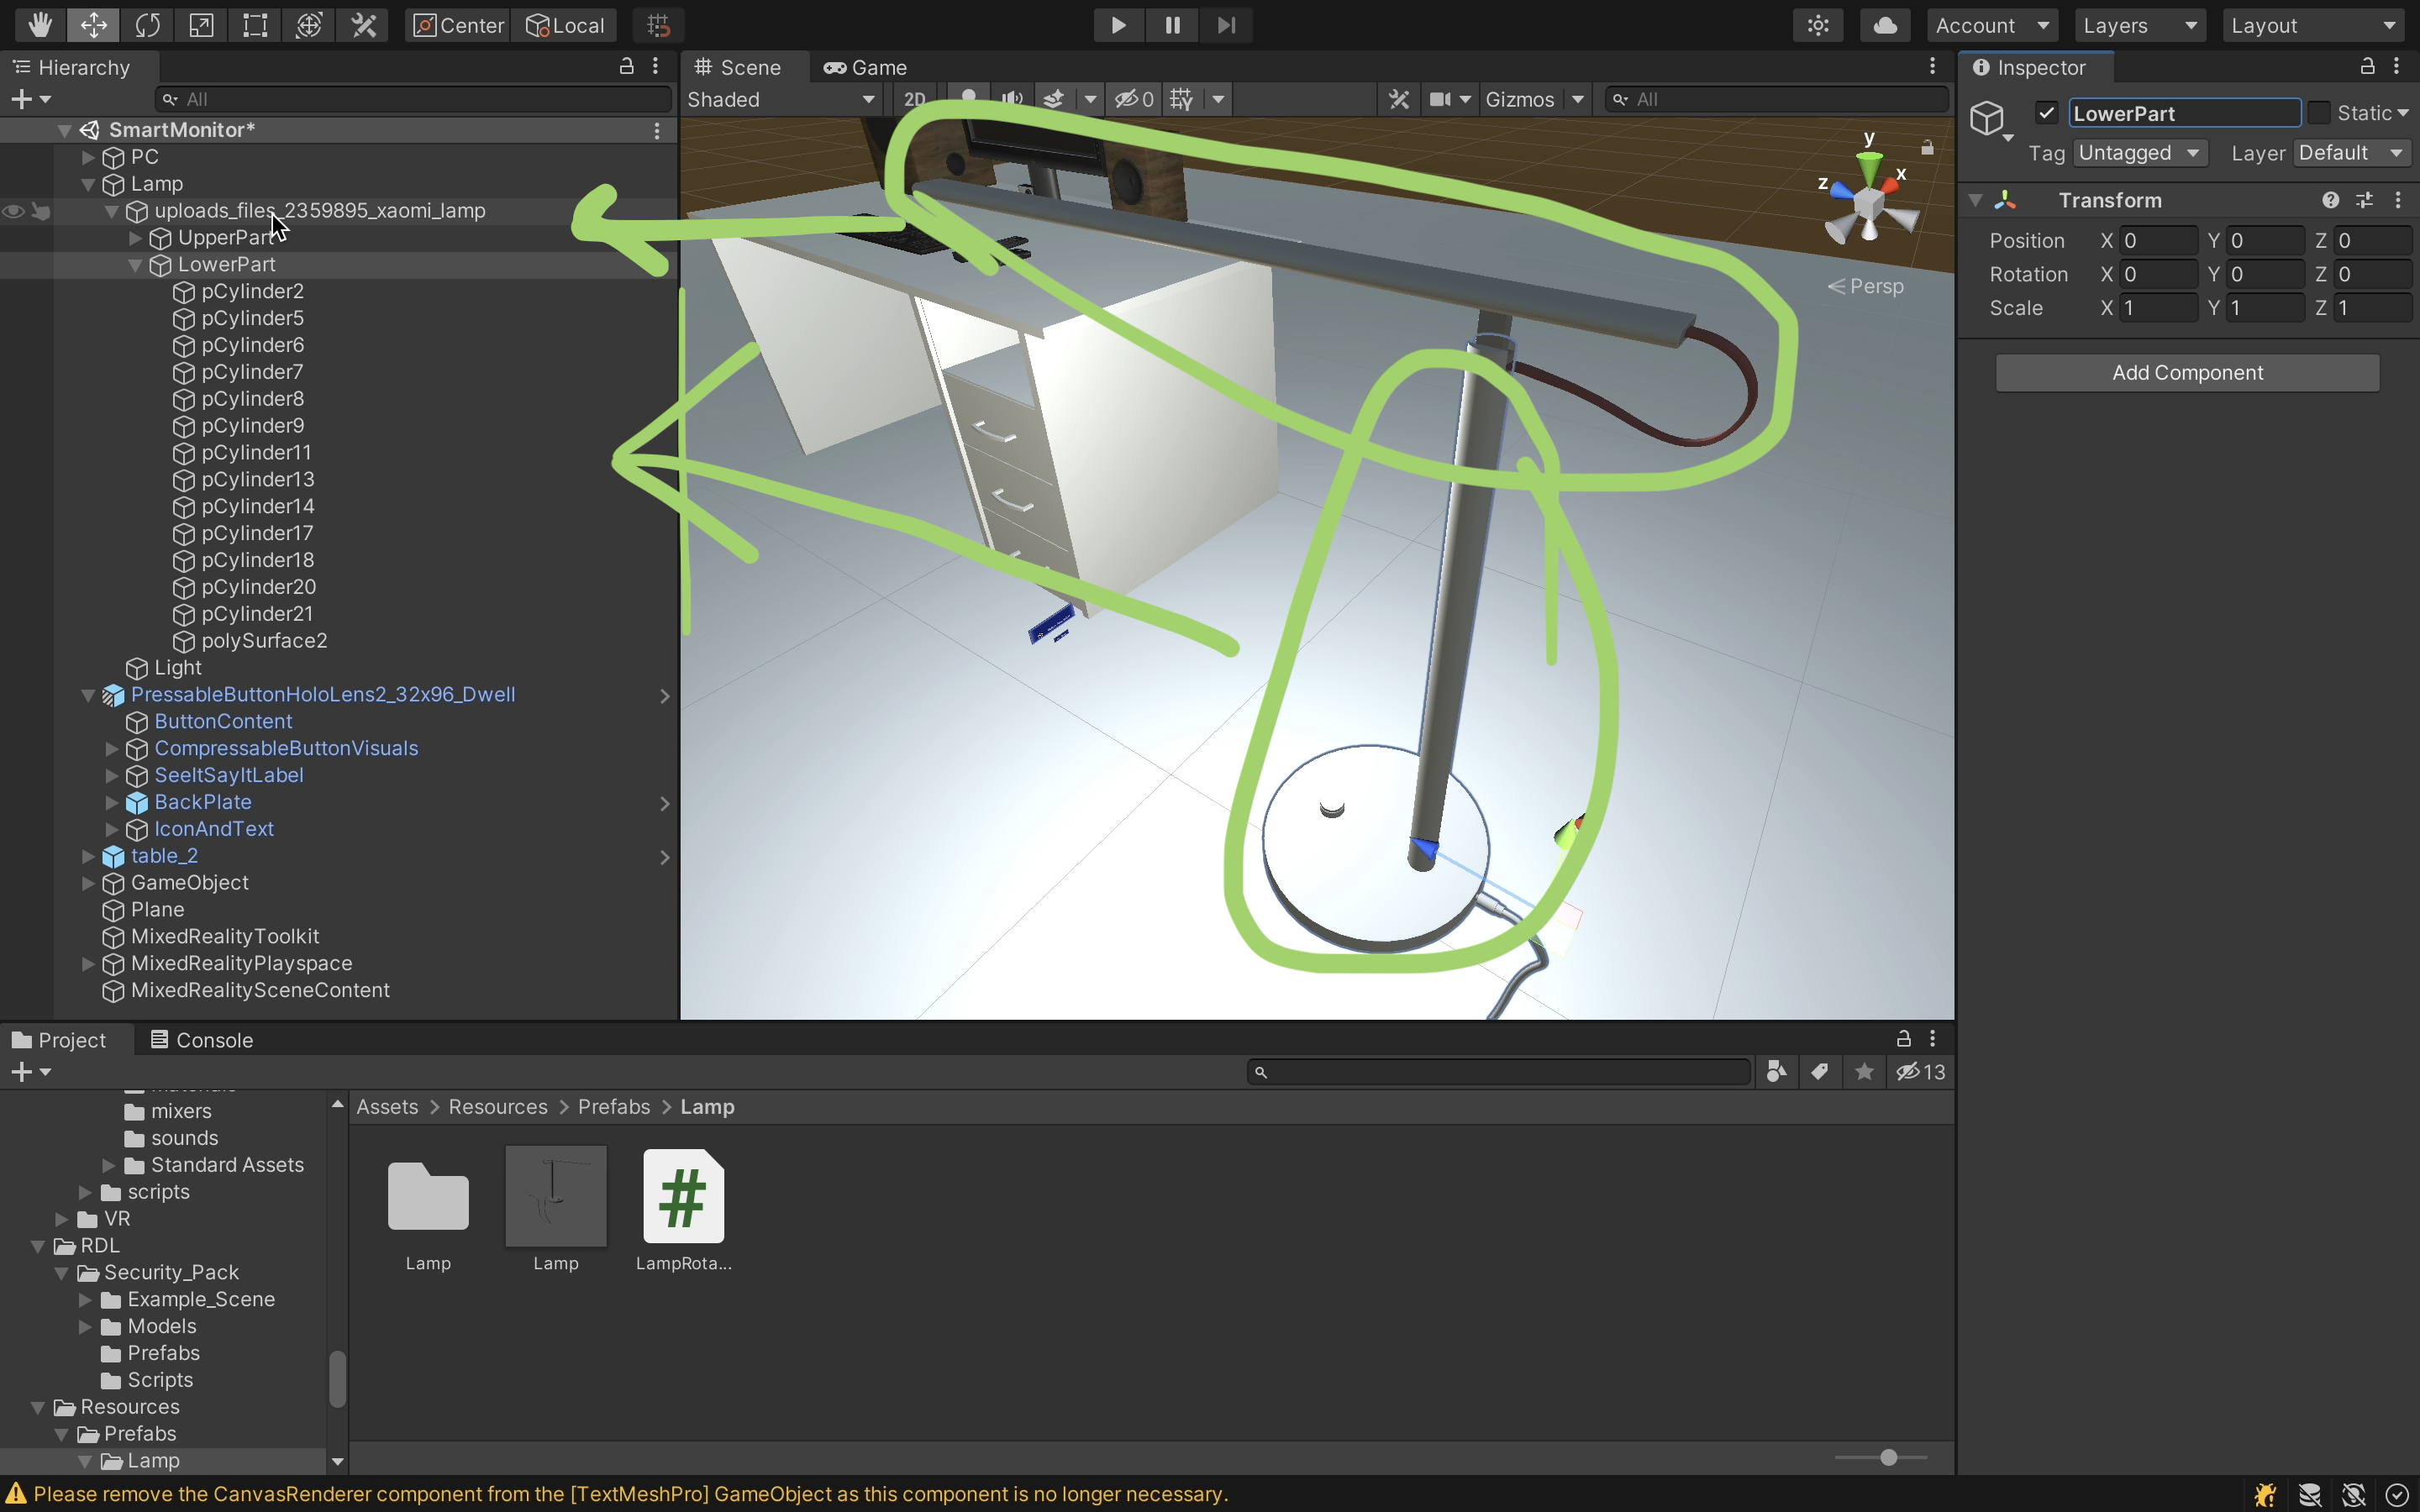 Center Local Account Layers Layout
Hierarchy
All
SmartMonitor*
PC
Lamp
uploads_files_2359895_xaomi_lamp
UpperPart
LowerPart
pCylinder2
pCylinder5
pCylinder6
pCylinder7
pCylinder8
pCylinder9
pCylinder11
pCylinder13
pCylinder14
pCylinder17
pCylinder18
pCylinder20
pCylinder21
polySurface2
Light
PressableButtonHoloLens2_32x96_Dwell
ButtonContent
CompressableButtonVisuals
SeeItSayItLabel
BackPlate
IconAndText
table_2
GameObject
Plane
MixedRealityToolkit
MixedRealityPlayspace
MixedRealitySceneContent
Scene Game
Shaded 2D 0 Gizmos All
y
x
z
Persp
Inspector
LowerPart Static
Tag Untagged Layer Default
Transform
Position X 0 Y 0 Z 0
Rotation X 0 Y 0 Z 0
Scale X 1 Y 1 Z 1
Add Component
Project Console
13
mixers
sounds
Standard Assets
scripts
VR
RDL
Security_Pack
Example_Scene
Models
Prefabs
Scripts
Resources
Prefabs
Lamp
Assets > Resources > Prefabs > Lamp
Lamp Lamp LampRota...
Please remove the CanvasRenderer component from the [TextMeshPro] GameObject as this component is no longer necessary.